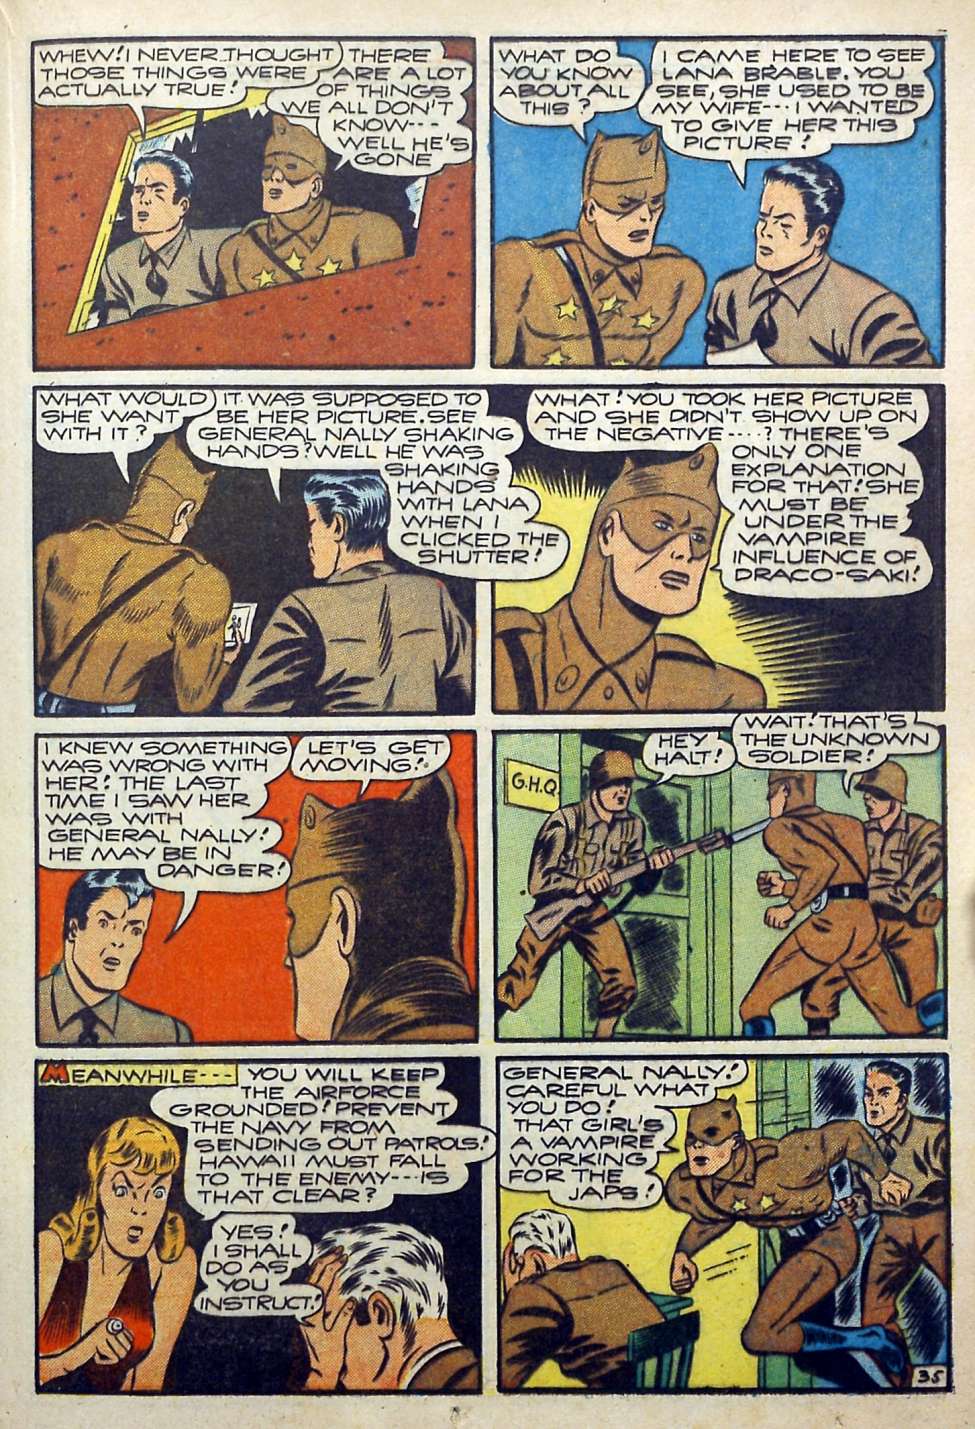 WHEW! I NEVER THOUGHT
THOSE THINGS WERE
ACTUALLY TRUE!
THERE
ARE A LOT
OF THINGS
WE ALL DON'T
KNOW---
WELL HE'S
GONE
WHAT DO
YOU KNOW
ABOUT ALL
THIS?
I CAME HERE TO SEE
LANA BRABLE. YOU
SEE, SHE USED TO BE
MY WIFE--- I WANTED
TO GIVE HER THIS
PICTURE!
WHAT WOULD
SHE WANT
WITH IT?
IT WAS SUPPOSED TO
BE HER PICTURE. SEE
GENERAL NALLY SHAKING
HANDS? WELL HE WAS
SHAKING
HANDS
WITH LANA
WHEN I
CLICKED THE
SHUTTER!
WHAT! YOU TOOK HER PICTURE
AND SHE DIDN'T SHOW UP ON
THE NEGATIVE----? THERE'S
ONLY ONE
EXPLANATION
FOR THAT! SHE
MUST BE
UNDER THE
VAMPIRE
INFLUENCE OF
DRACO-SAKI!
I KNEW SOMETHING
WAS WRONG WITH
HER! THE LAST
TIME I SAW HER
WAS WITH
GENERAL NALLY!
HE MAY BE IN
DANGER!
LET'S GET
MOVING!
G.H.Q.
HEY
HALT!
WAIT! THAT'S
THE UNKNOWN
SOLDIER!
MEANWHILE---
YOU WILL KEEP
THE AIRFORCE
GROUNDED! PREVENT
THE NAVY FROM
SENDING OUT PATROLS!
HAWAII MUST FALL
TO THE ENEMY---IS
THAT CLEAR?
YES!
I SHALL
DO AS
YOU
INSTRUCT!
GENERAL NALLY!
CAREFUL WHAT
YOU DO!
THAT GIRL'S
A VAMPIRE
WORKING
FOR THE
JAPS!
35